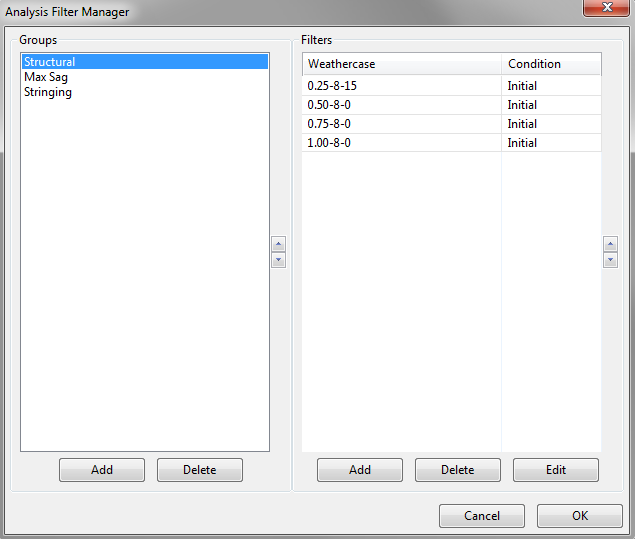 Analysis Filter Manager
Groups
Structural
Max Sag
Stringing
Add Delete
Filters
Weathercase Condition
0.25-8-15 Initial
0.50-8-0 Initial
0.75-8-0 Initial
1.00-8-0 Initial
Add Delete Edit
Cancel OK